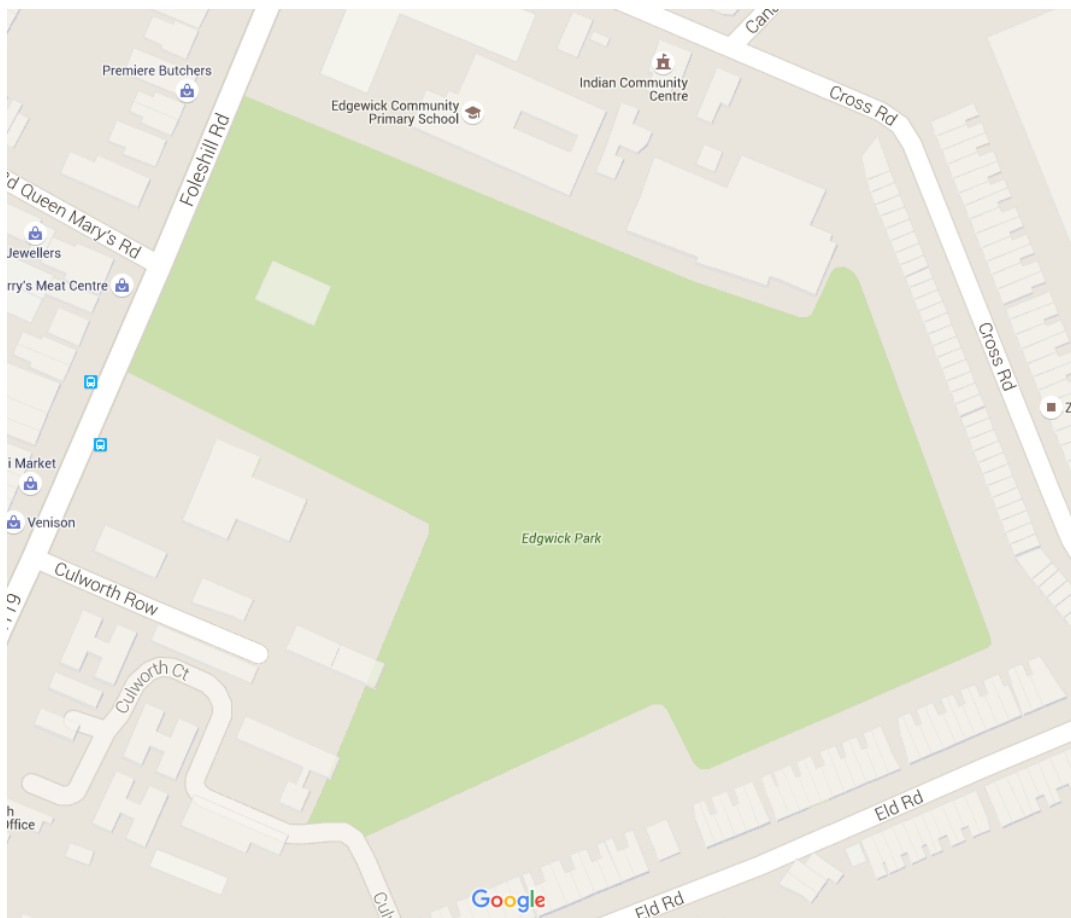 Premiere Butchers
Foleshill Rd
Edgewick Community
Primary School
Indian Community
Centre
Cross Rd
Queen Mary's Rd
Jewellers
Meat Centre
Cross Rd
Market
Venison
Edgwick Park
Culworth Row
Culworth Ct
Office
Eld Rd
Google
Eld Rd